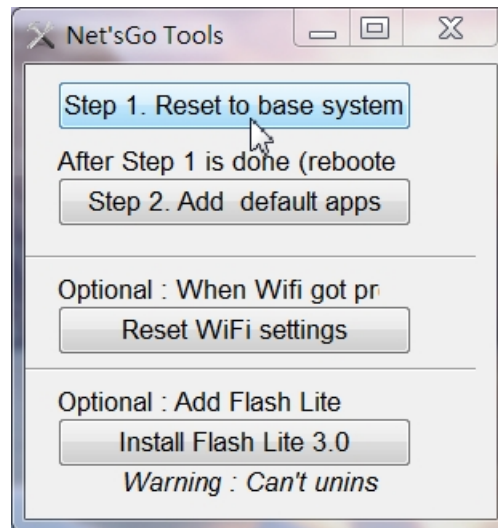 Net'sGo Tools
Step 1. Reset to base system
After Step 1 is done (reboote
Step 2. Add  default apps
Optional : When Wifi got pr
Reset WiFi settings
Optional : Add Flash Lite
Install Flash Lite 3.0
Warning : Can't unins